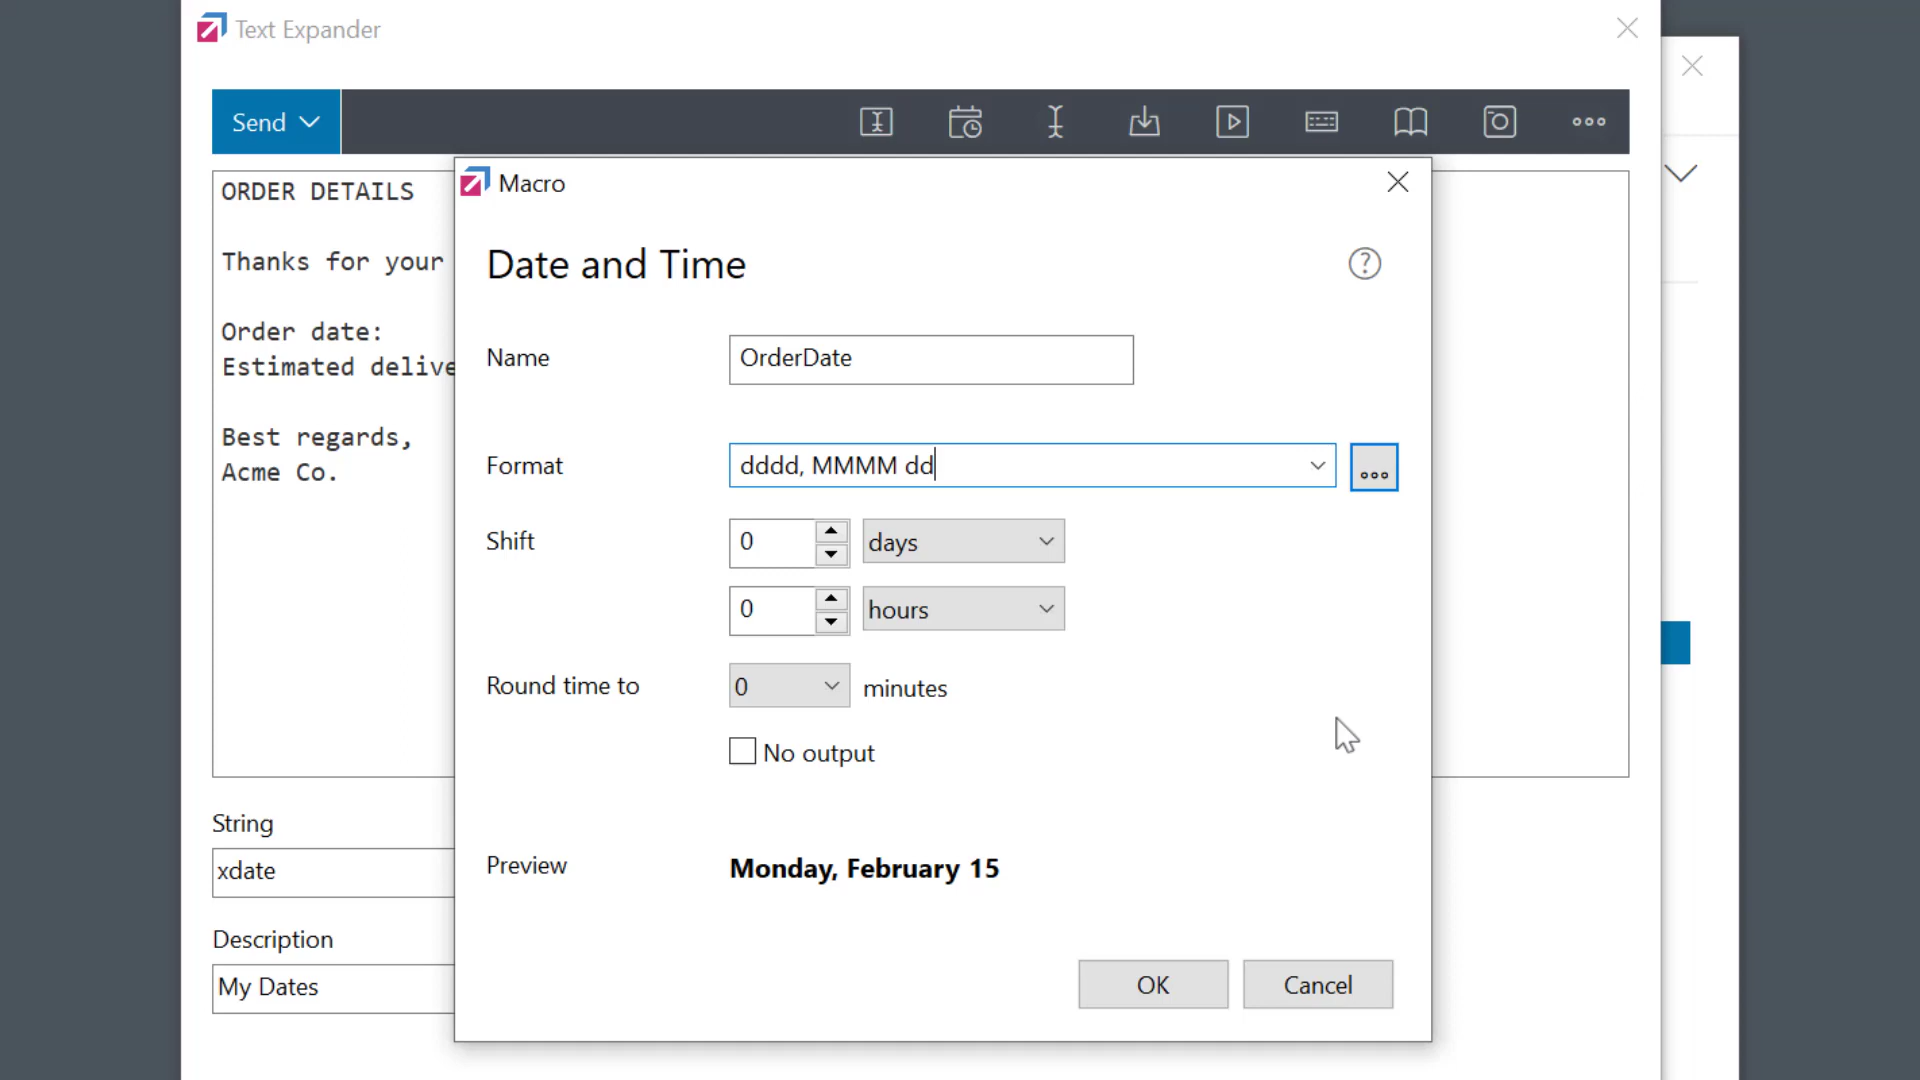 Text Expander
Send
ORDER DETAILS
Thanks for your
Order date:
Estimated delive
Best regards,
Acme Co.
String
xdate
Description
My Dates
Macro
Date and Time
Name
OrderDate
Format
dddd, MMMM dd
Shift
0 days
0 hours
Round time to
0 minutes
No output
Preview
Monday, February 15
OK Cancel